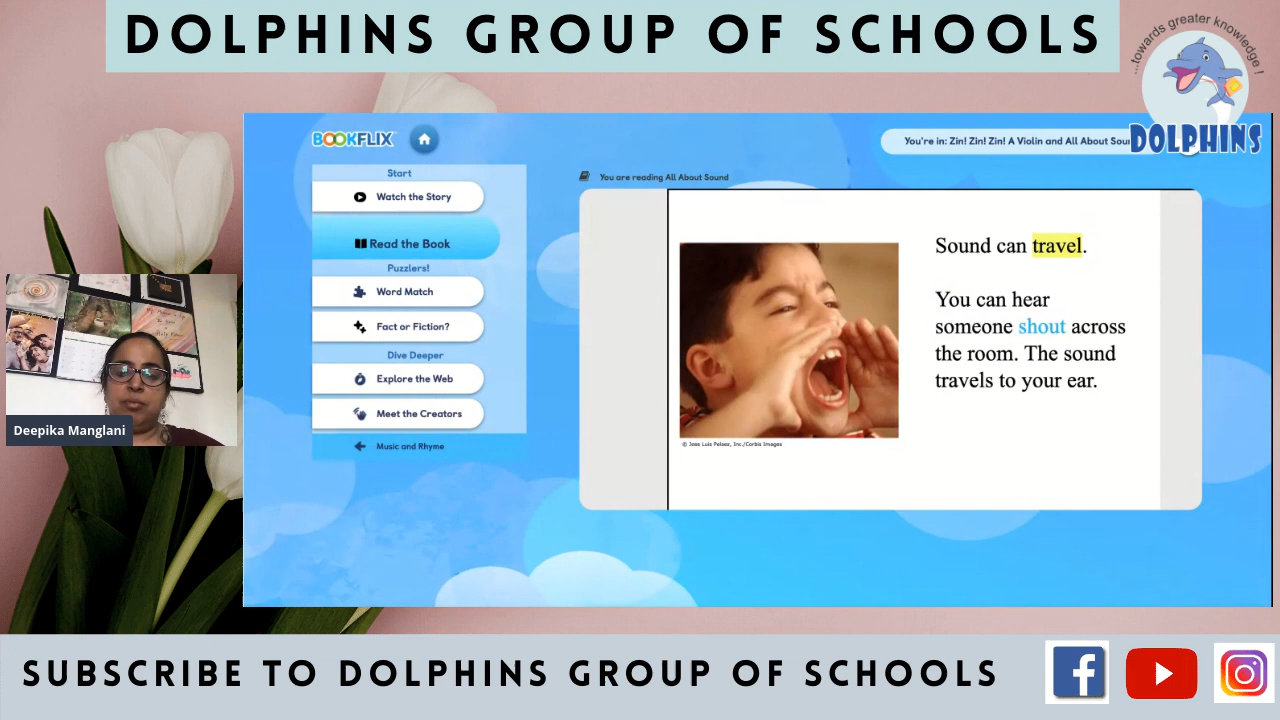 DOLPHINS GROUP OF SCHOOLS
...towards greater knowledge !
DOLPHINS
BOOKFLIX
You're in: Zin! Zin! Zin! A Violin and All About Sou
Start
Watch the Story
Read the Book
Puzzlers!
Word Match
Fact or Fiction?
Dive Deeper
Explore the Web
Meet the Creators
Music and Rhyme
You are reading All About Sound
Sound can travel.
You can hear
someone shout across
the room. The sound
travels to your ear.
© Jose Luis Pelaez, Inc./Corbis Images
Deepika Manglani
SUBSCRIBE TO DOLPHINS GROUP OF SCHOOLS